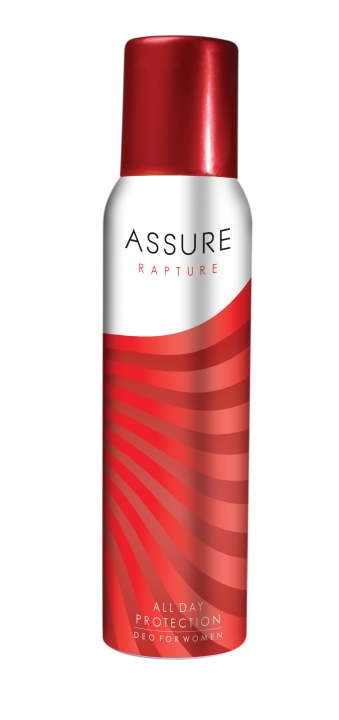 ASSURE
RAPTURE
ALL DAY
PROTECTION
DEO FOR WOMEN